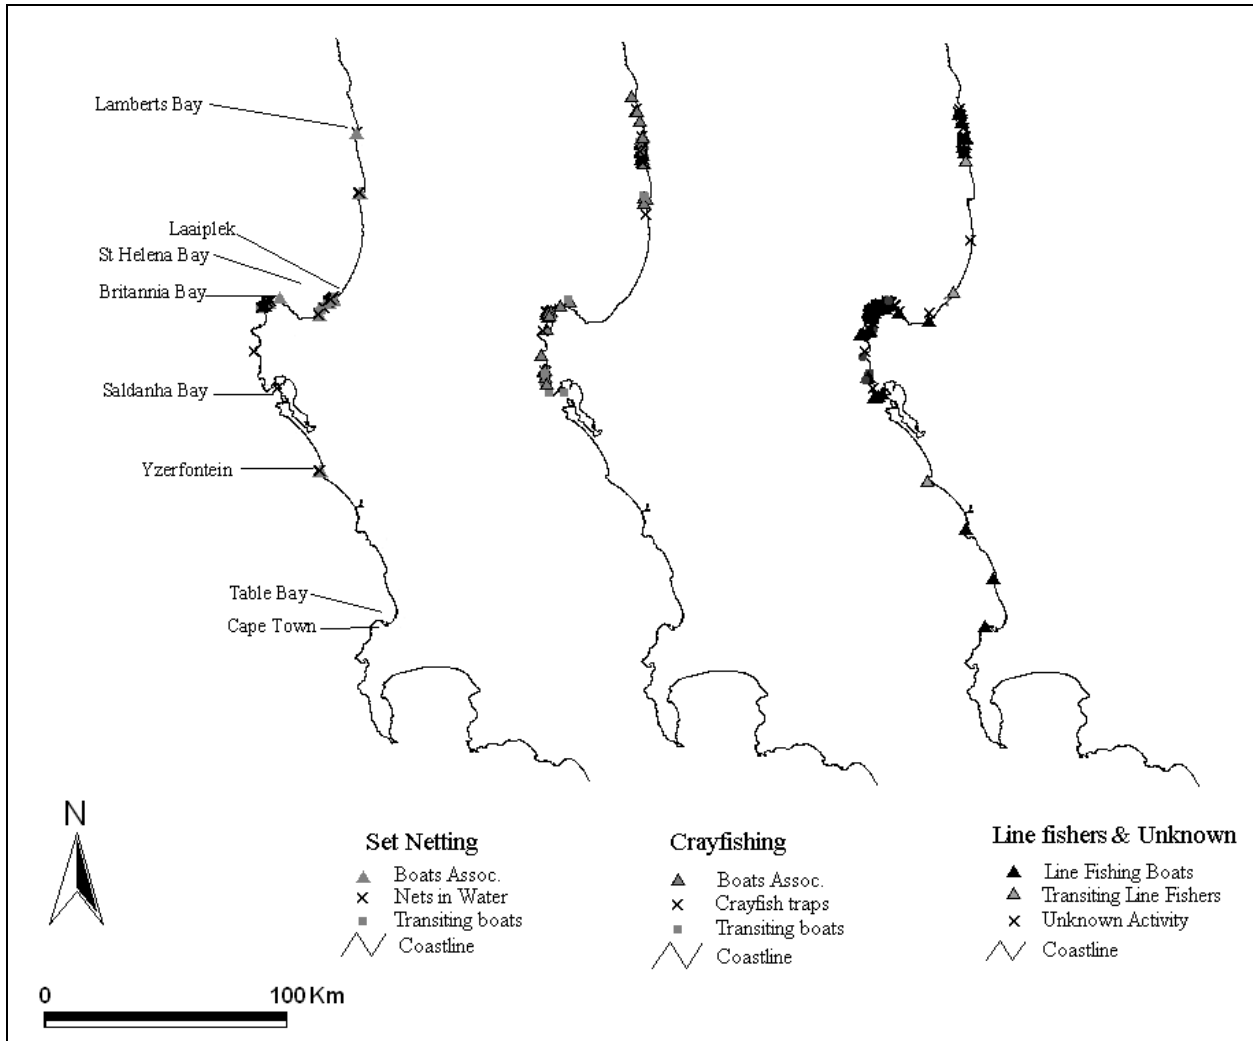 Lamberts Bay
Laaiplek
St Helena Bay
Britannia Bay
Saldanha Bay
Yzerfontein
Table Bay
Cape Town
N
Set Netting
Boats Assoc.
Nets in Water
Transiting boats
Coastline
Crayfishing
Boats Assoc.
Crayfish traps
Transiting boats
Coastline
Line fishers & Unknown
Line Fishing Boats
Transiting Line Fishers
Unknown Activity
Coastline
0 100 Km